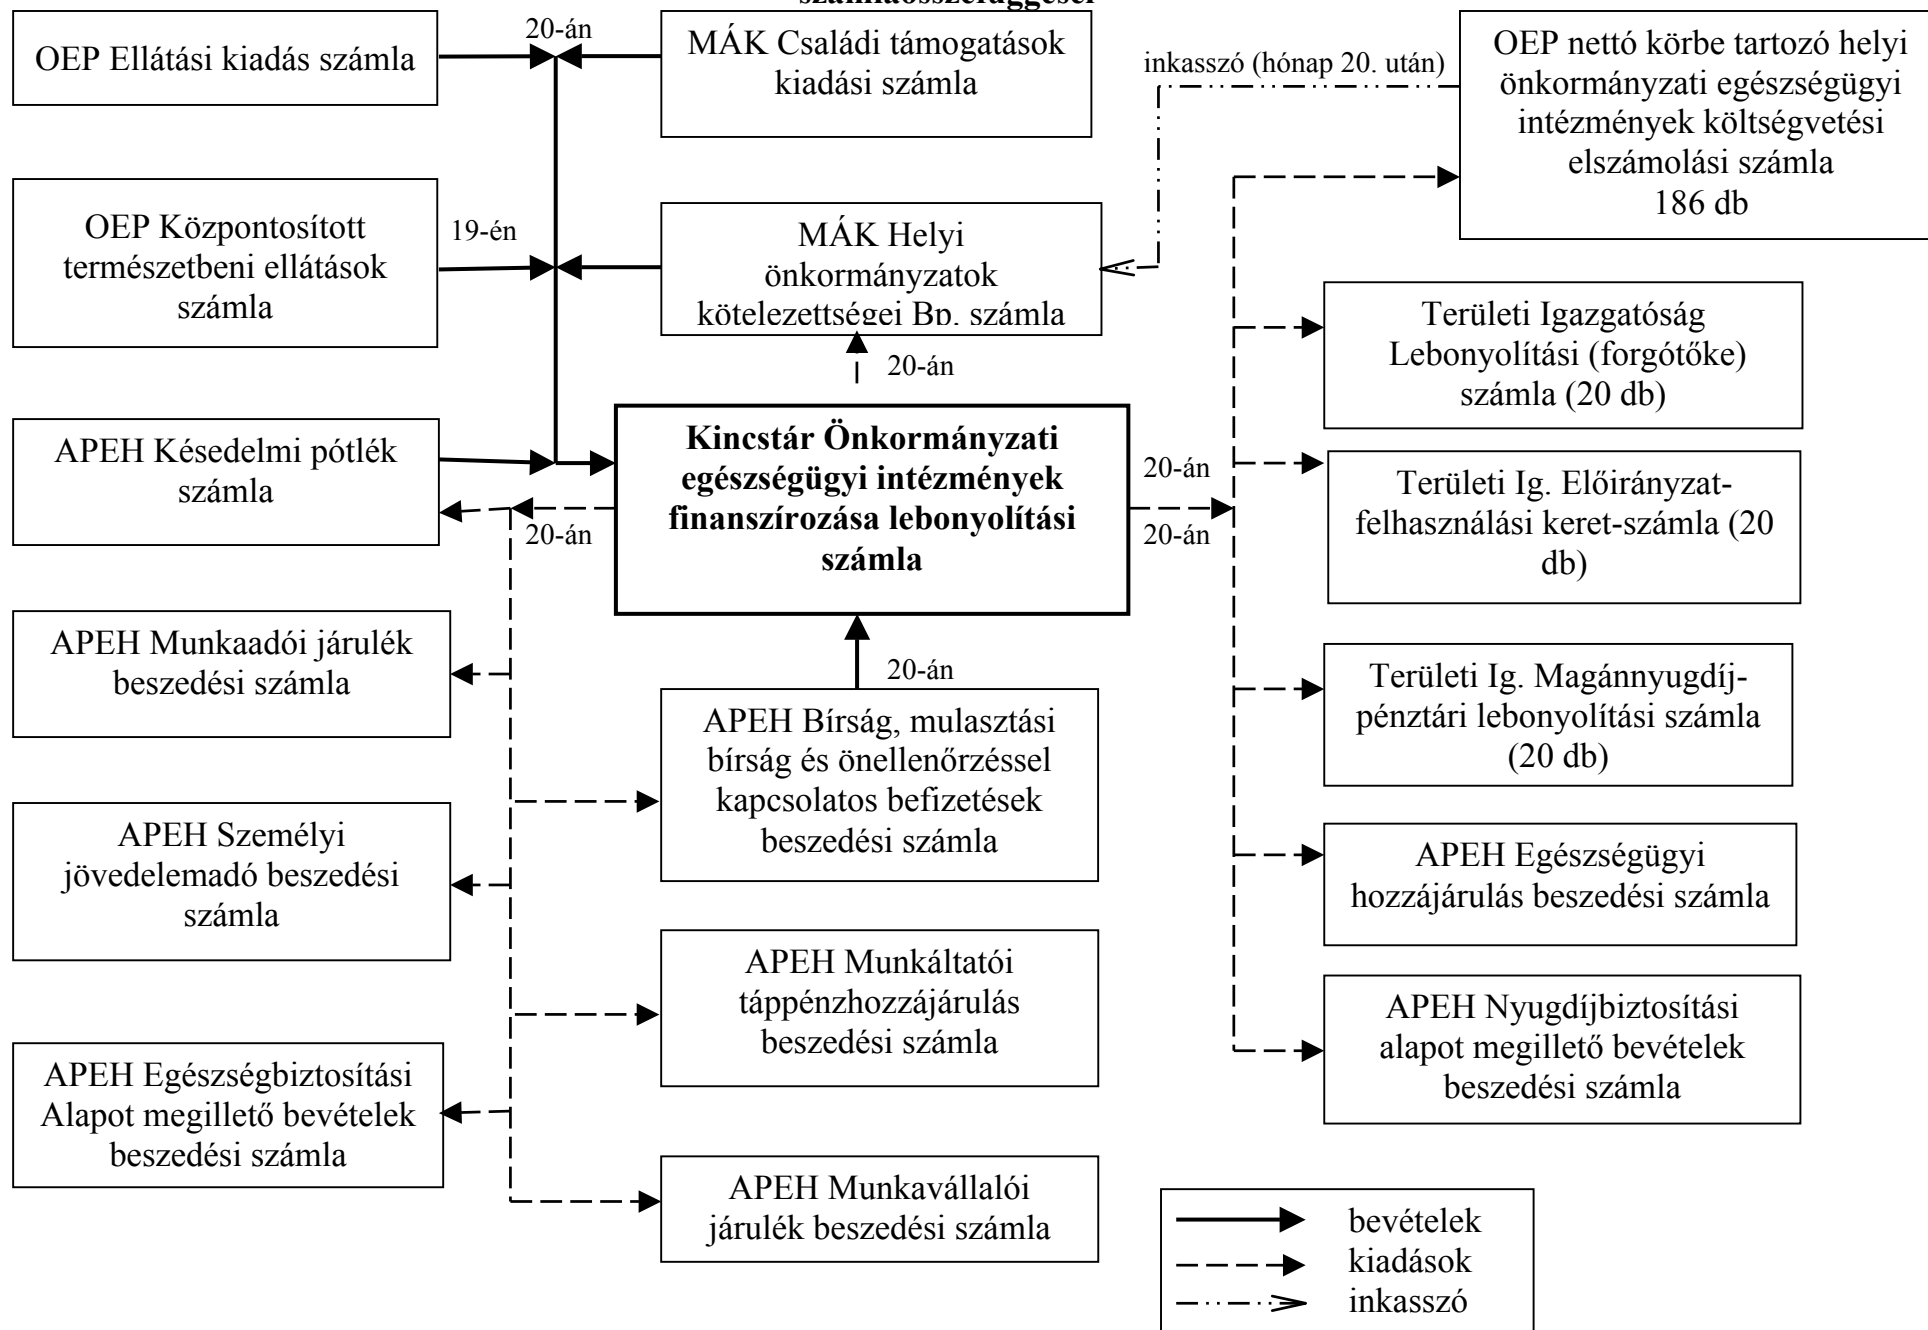 számlaösszefüggései
OEP Ellátási kiadás számla
20-án
MÁK Családi támogatások
kiadási számla
inkasszó (hónap 20. után)
OEP nettó körbe tartozó helyi
önkormányzati egészségügyi
intézmények költségvetési
elszámolási számla
186 db
OEP Központosított
természetbeni ellátások
számla
19-én
MÁK Helyi
önkormányzatok
kötelezettségei Bp. számla
20-án
Területi Igazgatóság
Lebonyolítási (forgótőke)
számla (20 db)
APEH Késedelmi pótlék
számla
20-án
Kincstár Önkormányzati
egészségügyi intézmények
finanszírozása lebonyolítási
számla
20-án
20-án
Területi Ig. Előirányzat-
felhasználási keret-számla (20
db)
APEH Munkaadói járulék
beszedési számla
20-án
APEH Bírság, mulasztási
bírság és önellenőrzéssel
kapcsolatos befizetések
beszedési számla
Területi Ig. Magánnyugdíj-
pénztári lebonyolítási számla
(20 db)
APEH Személyi
jövedelemadó beszedési
számla
APEH Egészségügyi
hozzájárulás beszedési számla
APEH Munkáltatói
táppénzhozzájárulás
beszedési számla
APEH Nyugdíjbiztosítási
alapot megillető bevételek
beszedési számla
APEH Egészségbiztosítási
Alapot megillető bevételek
beszedési számla
APEH Munkavállalói
járulék beszedési számla
bevételek
kiadások
inkasszó